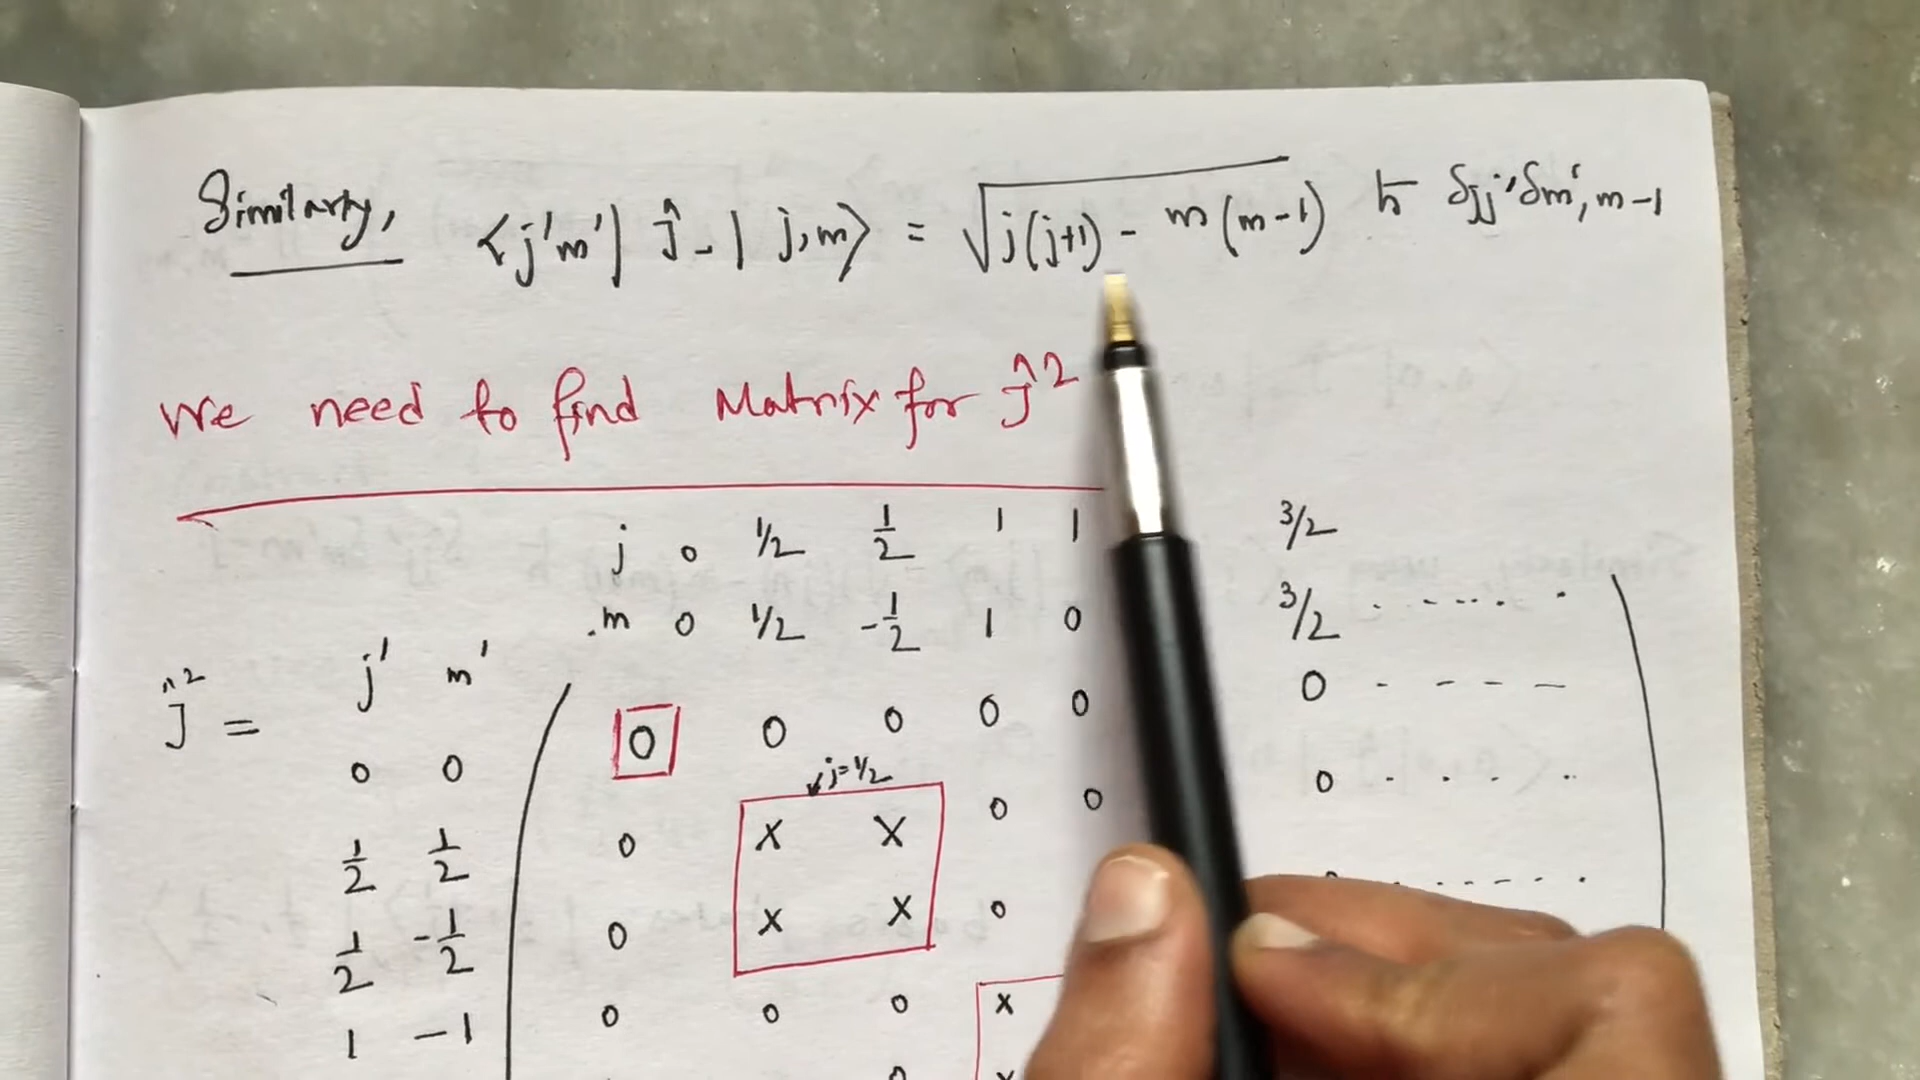 Similarly, <j'm'| Ĵ_- | j,m> = √j(j+1) - m(m-1) ħ δjj' δm', m-1
We need to find Matrix for Ĵ²
j 0 1/2 1/2 1 1 3/2
m 0 1/2 -1/2 1 0 3/2 . - - - . .
Ĵ² = j' m'
0 0 0 0 0 0 0 0 - - - -
j=1/2
1/2 1/2 0 X X 0 0 0 . . . .
1/2 -1/2 0 X X 0
1 -1 0 0 0 X